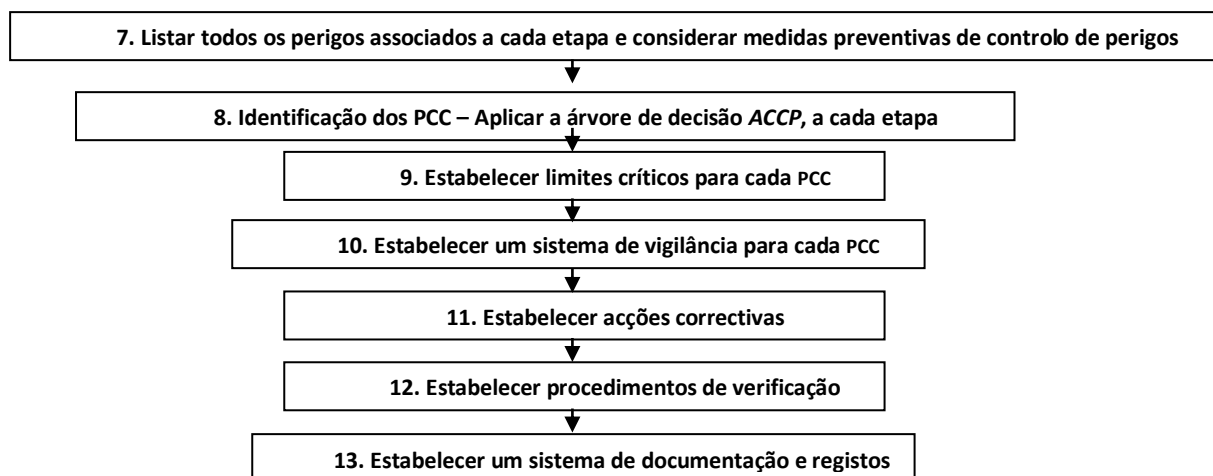 7. Listar todos os perigos associados a cada etapa e considerar medidas preventivas de controlo de perigos
8. Identificação dos PCC – Aplicar a árvore de decisão ACCP, a cada etapa
9. Estabelecer limites críticos para cada PCC
10. Estabelecer um sistema de vigilância para cada PCC
11. Estabelecer acções correctivas
12. Estabelecer procedimentos de verificação
13. Estabelecer um sistema de documentação e registos